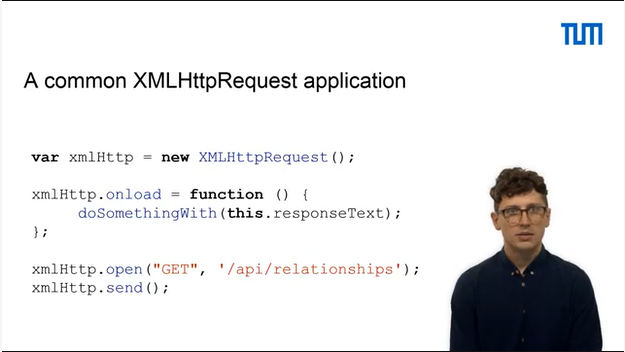 TUM
A common XMLHttpRequest application
var xmlHttp = new XMLHttpRequest();
xmlHttp.onload = function () {
doSomethingWith(this.responseText);
};
xmlHttp.open("GET", '/api/relationships');
xmlHttp.send();